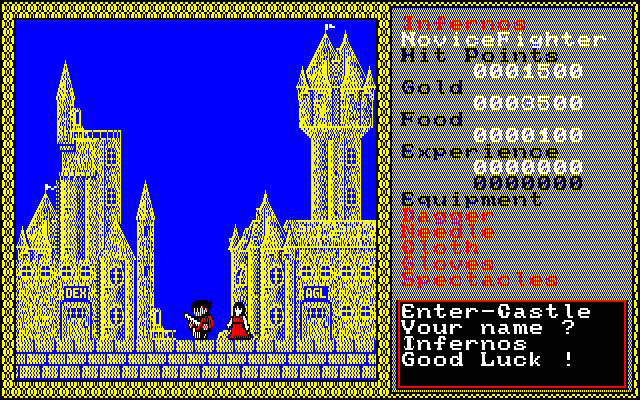 Infernos
NoviceFighter
Hit Points
0001500
Gold
0003500
Food
0000100
Experience
0000000
0000000
Equipment
Dagger
Needle
Cloth
Gloves
Spectacles
DEX
AGL
Enter-Castle
Your name ?
Infernos
Good Luck !